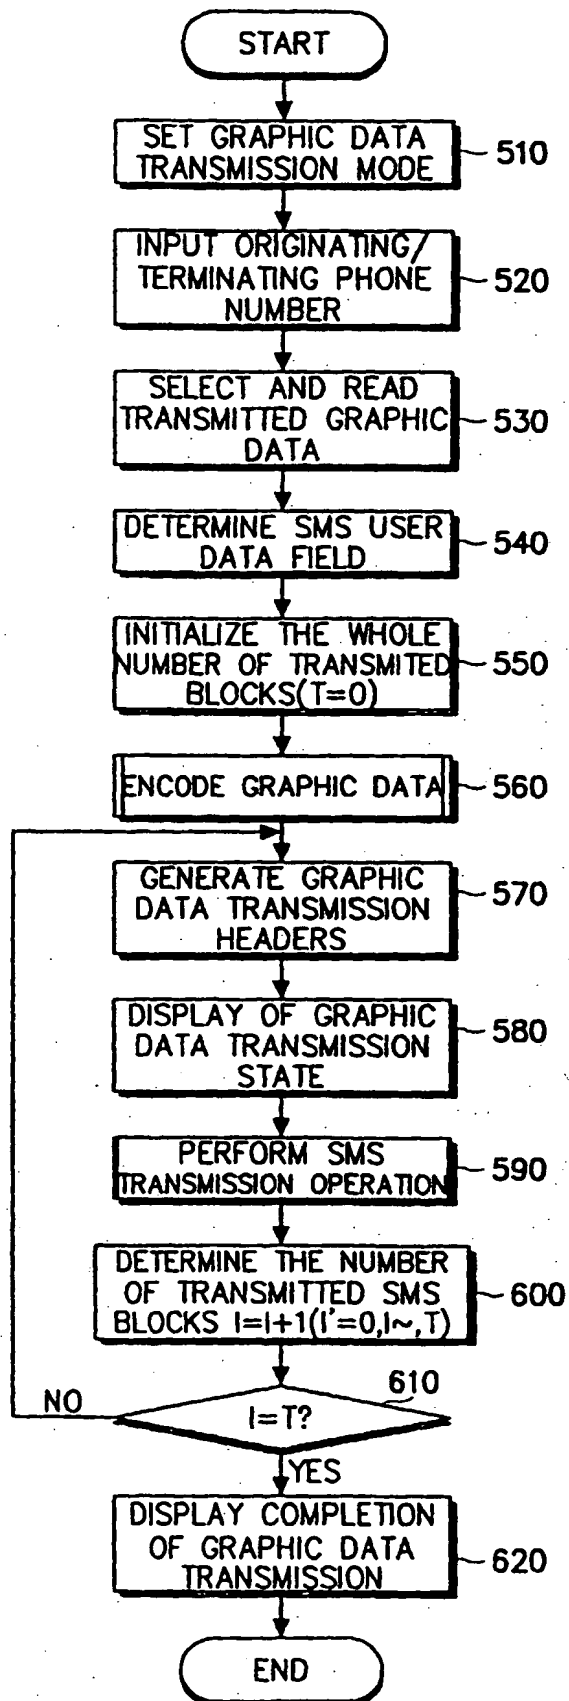 START
SET GRAPHIC DATA
TRANSMISSION MODE
510
INPUT ORIGINATING/
TERMINATING PHONE
NUMBER
520
SELECT AND READ
TRANSMITTED GRAPHIC
DATA
530
DETERMINE SMS USER
DATA FIELD
540
INITIALIZE THE WHOLE
NUMBER OF TRANSMITED
BLOCKS(T=0)
550
ENCODE GRAPHIC DATA
560
GENERATE GRAPHIC
DATA TRANSMISSION
HEADERS
570
DISPLAY OF GRAPHIC
DATA TRANSMISSION
STATE
580
PERFORM SMS
TRANSMISSION OPERATION
590
DETERMINE THE NUMBER
OF TRANSMITTED SMS
BLOCKS I=I+1(I'=0,I~,T)
600
610
I=T?
NO
YES
DISPLAY COMPLETION
OF GRAPHIC DATA
TRANSMISSION
620
END